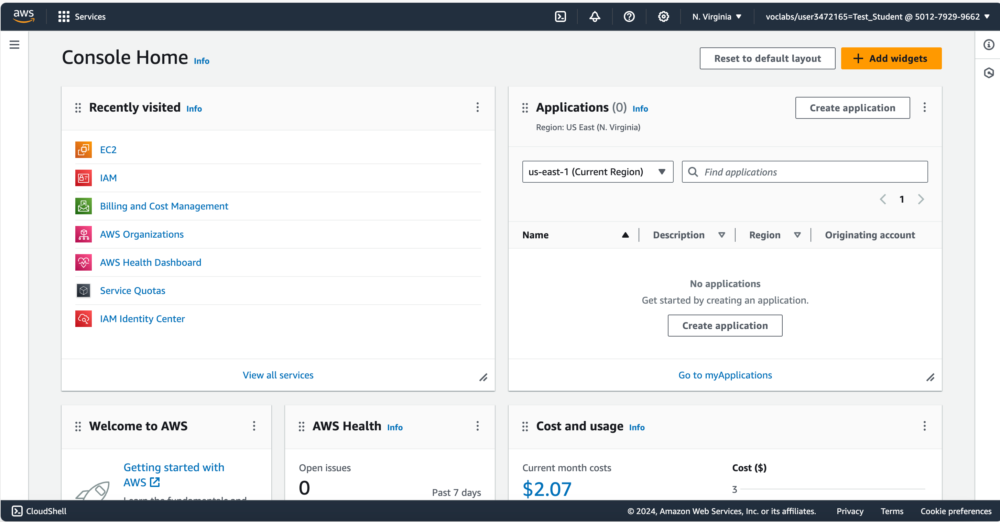 aws
Services
N. Virginia
voclabs/user3472165=Test_Student @ 5012-7929-9662
Console Home Info
Reset to default layout
Add widgets
Recently visited Info
EC2
IAM
Billing and Cost Management
AWS Organizations
AWS Health Dashboard
Service Quotas
IAM Identity Center
View all services
Applications (0) Info
Region: US East (N. Virginia)
Create application
us-east-1 (Current Region)
Find applications
1
Name Description Region Originating account
No applications
Get started by creating an application.
Create application
Go to myApplications
Welcome to AWS
Getting started with
AWS
Learn the fundamentals and
AWS Health Info
Open issues
0
Past 7 days
Cost and usage Info
Current month costs
$2.07
Cost ($)
3
CloudShell
© 2024, Amazon Web Services, Inc. or its affiliates.
Privacy
Terms
Cookie preferences